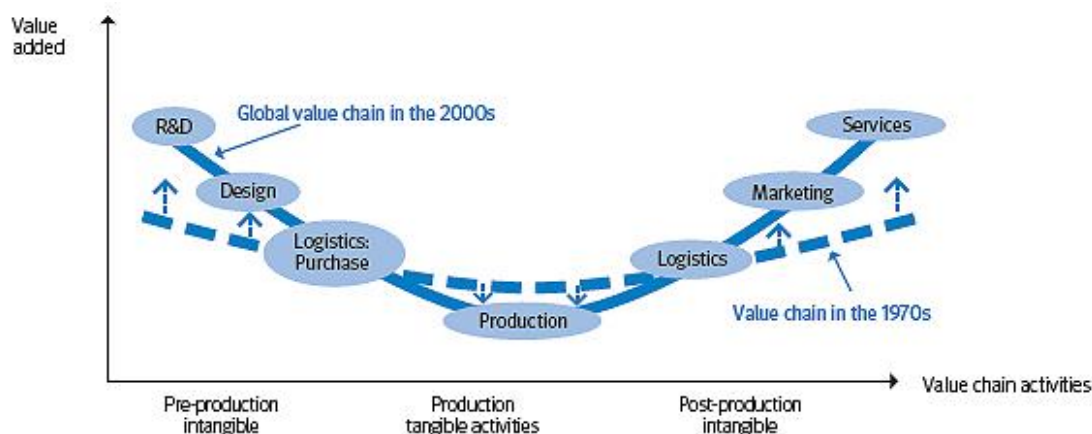 Value
added
Global value chain in the 2000s
R&D
Services
Design
Marketing
Logistics:
Purchase
Logistics
Production
Value chain in the 1970s
Value chain activities
Pre-production
intangible
Production
tangible activities
Post-production
intangible